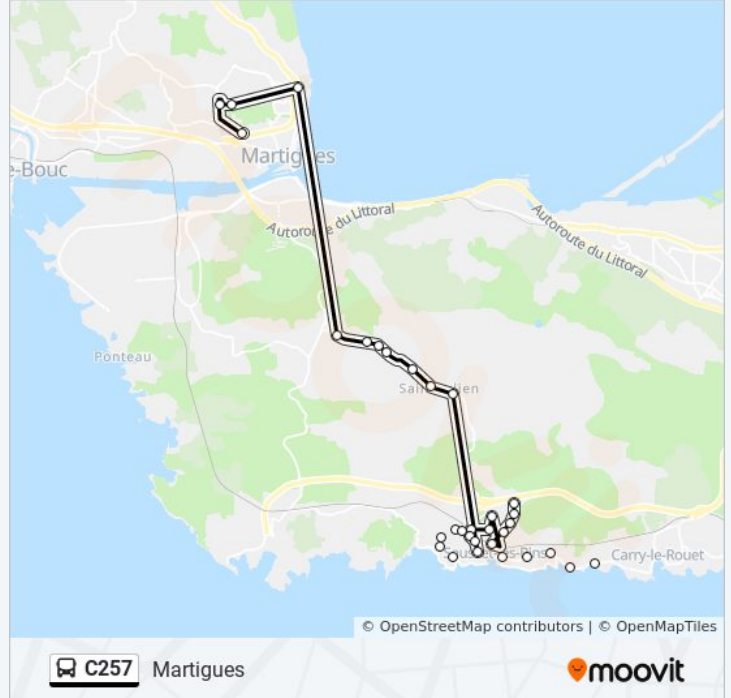 Martigues
e-Bouc
Autoroute du Littoral
Autoroute du Littoral
Ponteau
Carry-le-Rouet
© OpenStreetMap contributors | © OpenMapTiles
C257 Martigues
moovit